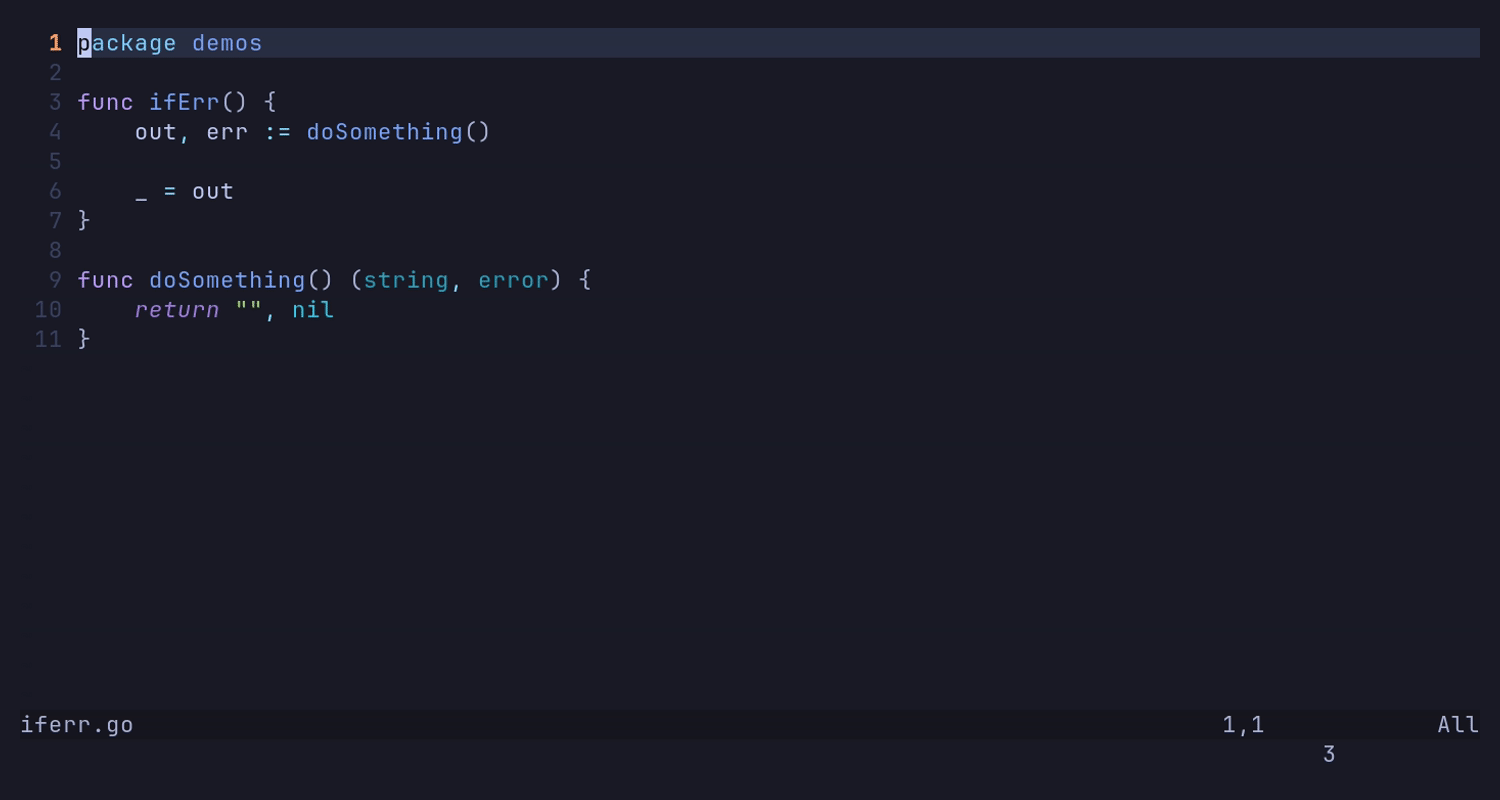 1 package demos
2
3 func ifErr() {
4     out, err := doSomething()
5
6     _ = out
7 }
8
9 func doSomething() (string, error) {
10     return "", nil
11 }
iferr.go 1,1 All
3